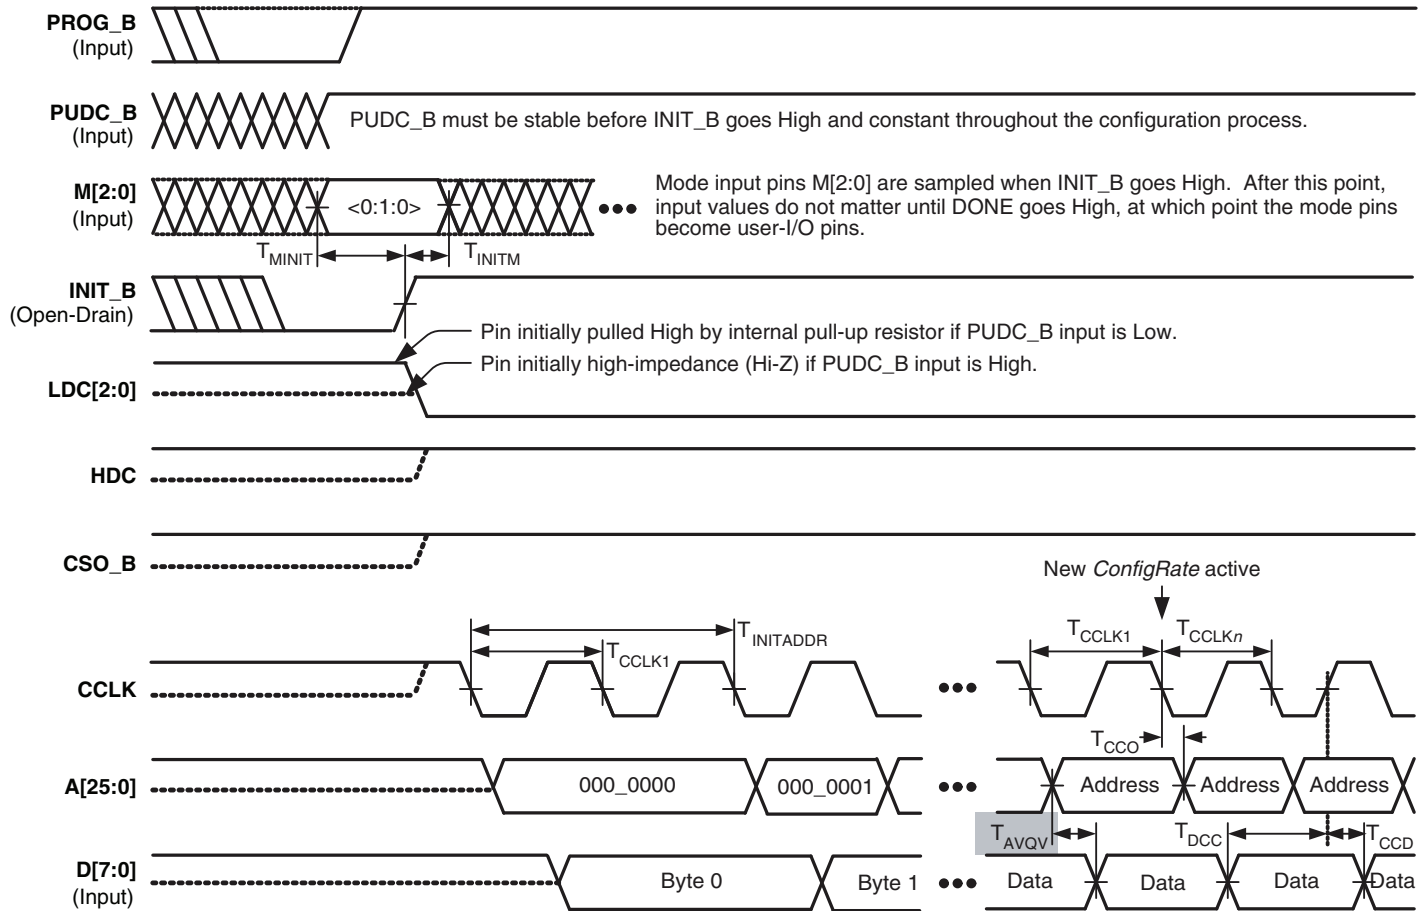 PROG_B
(Input)
PUDC_B
(Input)
PUDC_B must be stable before INIT_B goes High and constant throughout the configuration process.
M[2:0]
(Input)
<0:1:0>
Mode input pins M[2:0] are sampled when INIT_B goes High. After this point,
input values do not matter until DONE goes High, at which point the mode pins
become user-I/O pins.
TMINIT
TINITM
INIT_B
(Open-Drain)
Pin initially pulled High by internal pull-up resistor if PUDC_B input is Low.
Pin initially high-impedance (Hi-Z) if PUDC_B input is High.
LDC[2:0]
HDC
CSO_B
New ConfigRate active
TINITADDR
TCCLK1
TCCLK1
TCCLKn
CCLK
TCCO
A[25:0]
000_0000
000_0001
Address
Address
Address
TAVQV
TDCC
TCCD
D[7:0]
(Input)
Byte 0
Byte 1
Data
Data
Data
Data